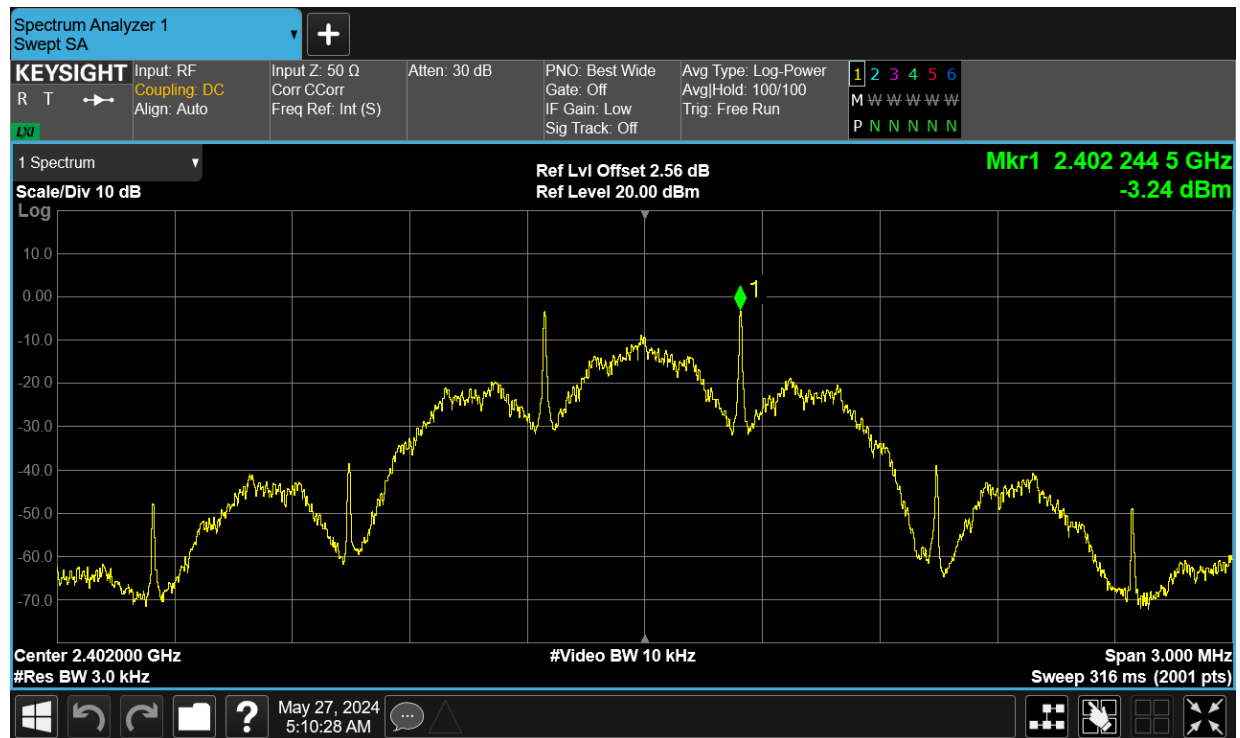 Spectrum Analyzer 1
Swept SA
+
KEYSIGHT
R T
LXI
Input: RF
Coupling: DC
Align: Auto
Input Z: 50 Ω
Corr CCorr
Freq Ref: Int (S)
Atten: 30 dB
PNO: Best Wide
Gate: Off
IF Gain: Low
Sig Track: Off
Avg Type: Log-Power
Avg|Hold: 100/100
Trig: Free Run
1 2 3 4 5 6
M W W W W W
P N N N N N
1 Spectrum
Scale/Div 10 dB
Log
Ref Lvl Offset 2.56 dB
Ref Level 20.00 dBm
Mkr1 2.402 244 5 GHz
-3.24 dBm
10.0
0.00
-10.0
-20.0
-30.0
-40.0
-50.0
-60.0
-70.0
1
Center 2.402000 GHz
#Res BW 3.0 kHz
#Video BW 10 kHz
Span 3.000 MHz
Sweep 316 ms (2001 pts)
?
May 27, 2024
5:10:28 AM